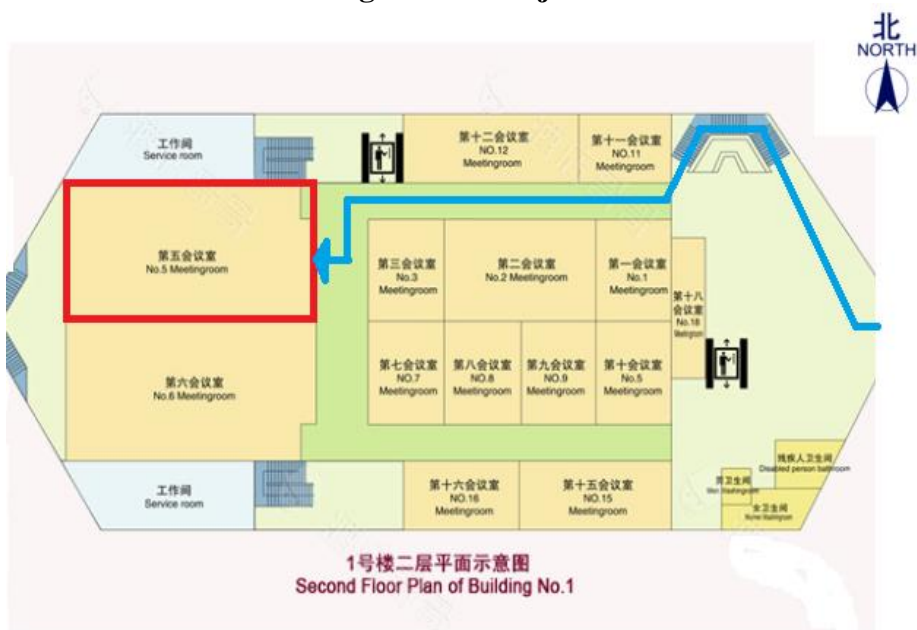 北
NORTH
工作间
Service room
第十二会议室
NO.12
Meetingroom
第十一会议室
NO.11
Meetingroom
第五会议室
No.5 Meetingroom
第三会议室
No.3
Meetingroom
第二会议室
No.2 Meetingroom
第一会议室
No.1
Meetingroom
第十八
会议室
No.18
Meetingroom
第六会议室
No.6 Meetingroom
第七会议室
NO.7
Meetingroom
第八会议室
NO.8
Meetingroom
第九会议室
NO.9
Meetingroom
第十会议室
No.5
Meetingroom
残疾人卫生间
Disabled person bathroom
男卫生间
女卫生间
工作间
Service room
第十六会议室
NO.16
Meetingroom
第十五会议室
NO.15
Meetingroom
1号楼二层平面示意图
Second Floor Plan of Building No.1